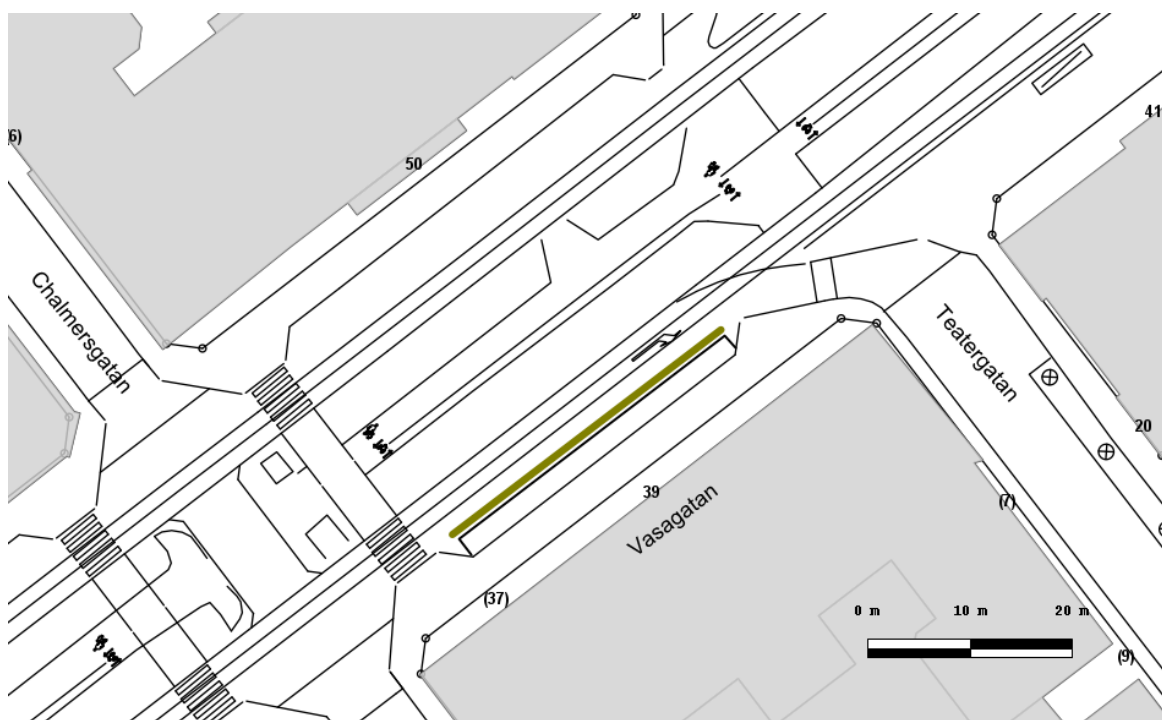 41
(6)
50
Chalmersgatan
Teatergatan
20
39
Vasagatan
(7)
(37)
0 m 10 m 20 m
(9)